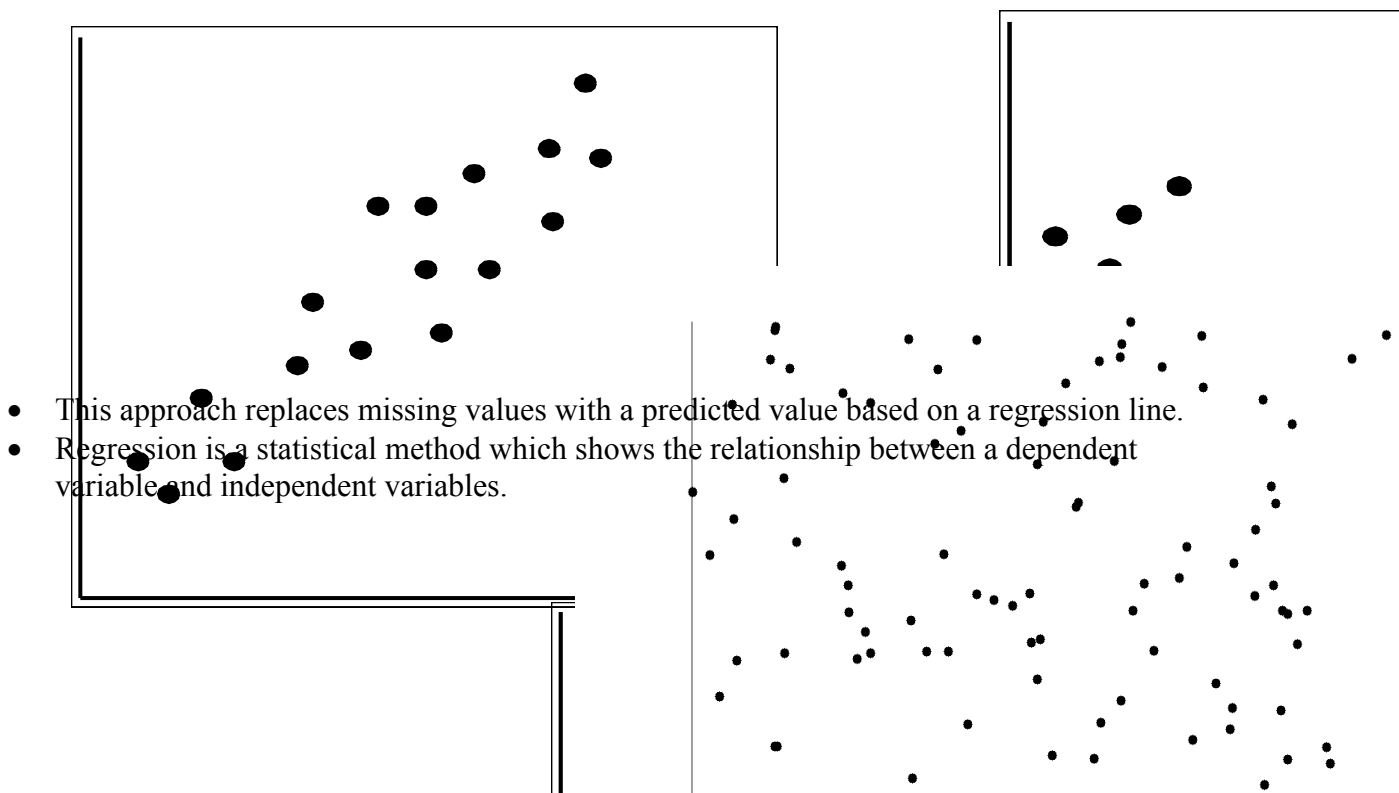 ● This approach replaces missing values with a predicted value based on a regression line.
● Regression is a statistical method which shows the relationship between a dependent
variable and independent variables.